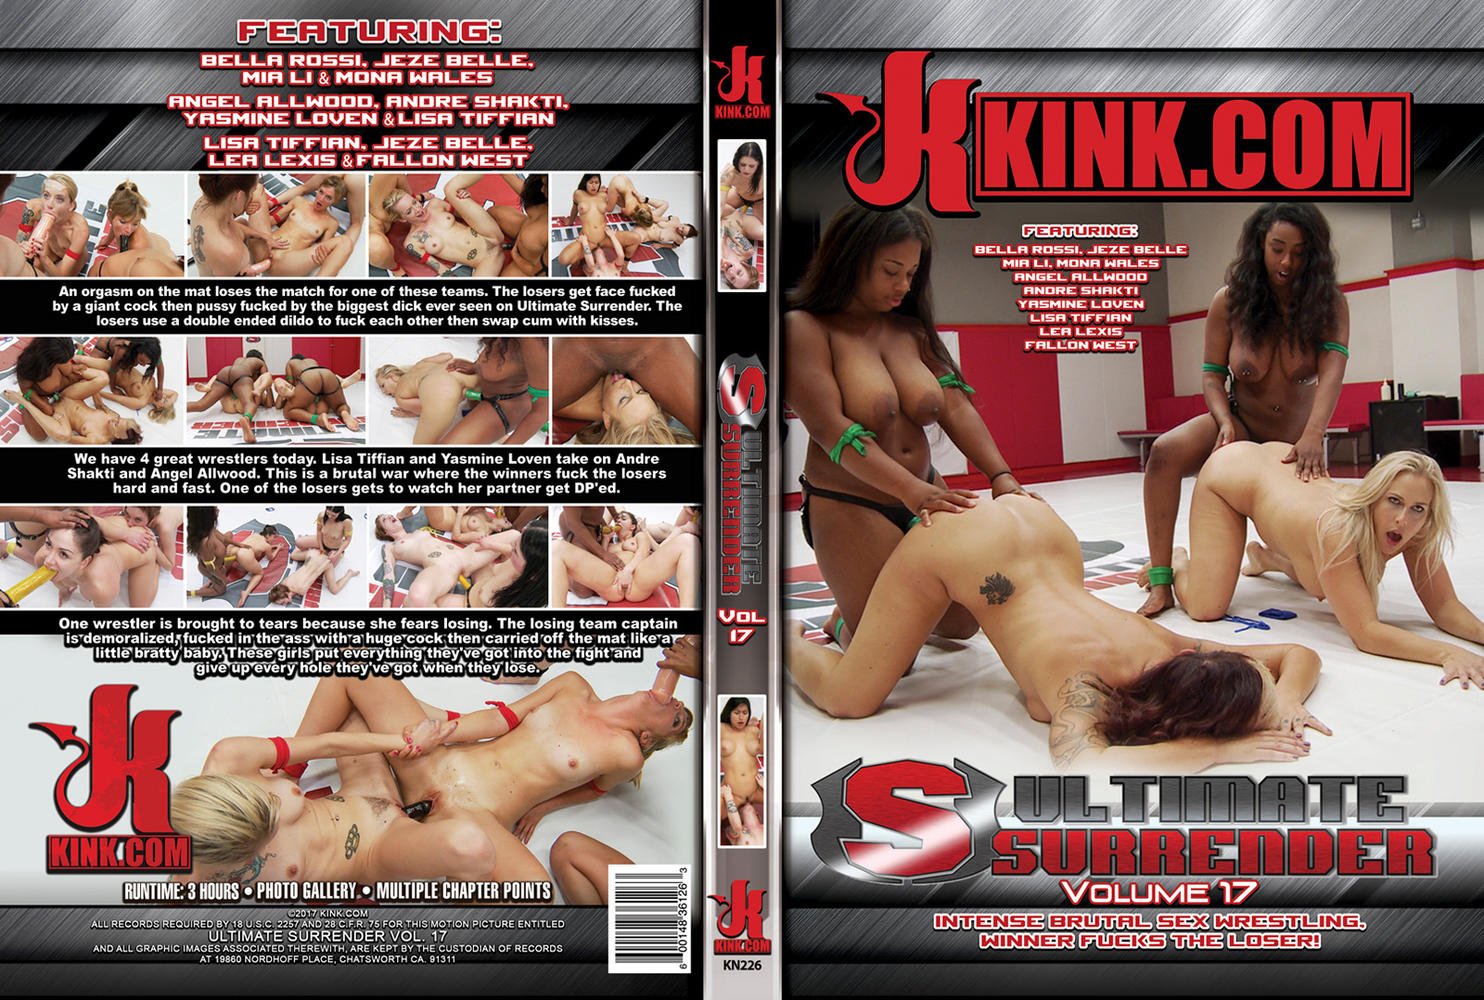 FEATURING:
BELLA ROSSI, JEZE BELLE,
MIA LI & MONA WALES
ANGEL ALLWOOD, ANDRE SHAKTI,
YASMINE LOVEN & LISA TIFFIAN
LISA TIFFIAN, JEZE BELLE,
LEA LEXIS & FALLON WEST
An orgasm on the mat loses the match for one of these teams. The losers get face fucked
by a giant cock then pussy fucked by the biggest dick ever seen on Ultimate Surrender. The
losers use a double ended dildo to fuck each other then swap cum with kisses.
We have 4 great wrestlers today. Lisa Tiffian and Yasmine Loven take on Andre
Shakti and Angel Allwood. This is a brutal war where the winners fuck the losers
hard and fast. One of the losers gets to watch her partner get DP'ed.
One wrestler is brought to tears because she fears losing. The losing team captain
is demoralized, fucked in the ass with a huge cock then carried off the mat like a
little bratty baby. These girls put everything they've got into the fight and
give up every hole they've got when they lose.
KINK.COM
RUNTIME: 3 HOURS • PHOTO GALLERY • MULTIPLE CHAPTER POINTS
©2017 KINK.COM
ALL RECORDS REQUIRED BY 18 U.S.C. 2257 AND 28 C.F.R. 75 FOR THIS MOTION PICTURE ENTITLED
ULTIMATE SURRENDER VOL. 17
AND ALL GRAPHIC IMAGES ASSOCIATED THEREWITH, ARE KEPT BY THE CUSTODIAN OF RECORDS
AT 19860 NORDHOFF PLACE, CHATSWORTH CA. 91311
6 00148 36126 3
KINK.COM
S
ULTIMATE
SURRENDER
VOL
17
KINK.COM
KN226
KINK.COM
FEATURING:
BELLA ROSSI, JEZE BELLE
MIA LI, MONA WALES
ANGEL ALLWOOD
ANDRE SHAKTI
YASMINE LOVEN
LISA TIFFIAN
LEA LEXIS
FALLON WEST
S
ULTIMATE
SURRENDER
VOLUME 17
INTENSE BRUTAL SEX WRESTLING,
WINNER FUCKS THE LOSER!